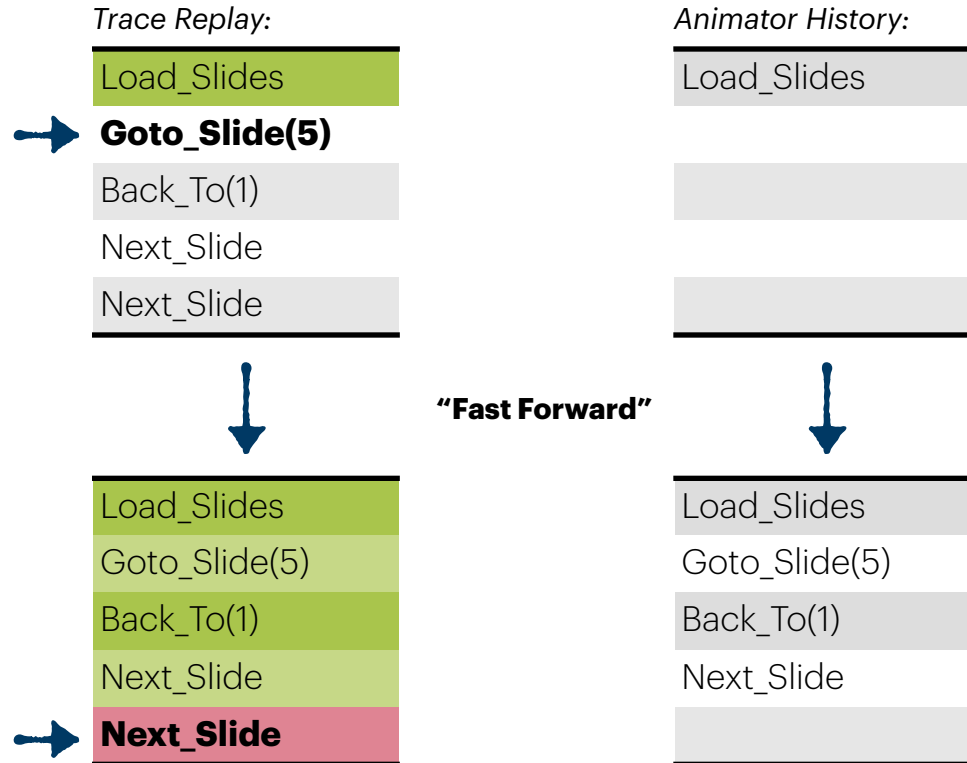 Trace Replay:
Load_Slides
Goto_Slide(5)
Back_To(1)
Next_Slide
Next_Slide
Animator History:
Load_Slides
“Fast Forward”
Load_Slides
Goto_Slide(5)
Back_To(1)
Next_Slide
Next_Slide
Load_Slides
Goto_Slide(5)
Back_To(1)
Next_Slide